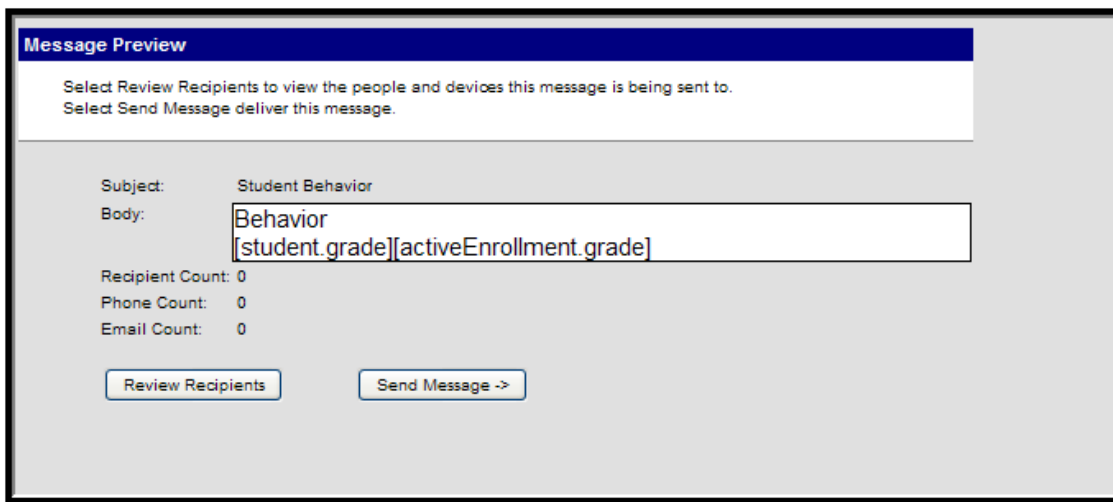 Message Preview
Select Review Recipients to view the people and devices this message is being sent to.
Select Send Message deliver this message.
Subject: Student Behavior
Body: Behavior
[student.grade][activeEnrollment.grade]
Recipient Count: 0
Phone Count: 0
Email Count: 0
Review Recipients Send Message ->